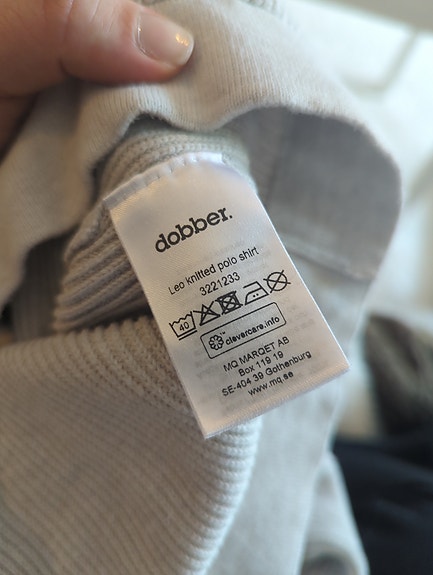 dobber.
Leo knitted polo shirt
3221233
40
clevercare.info
MQ MARQET AB
Box 119 19
SE-404 39 Gothenburg
www.mq.se